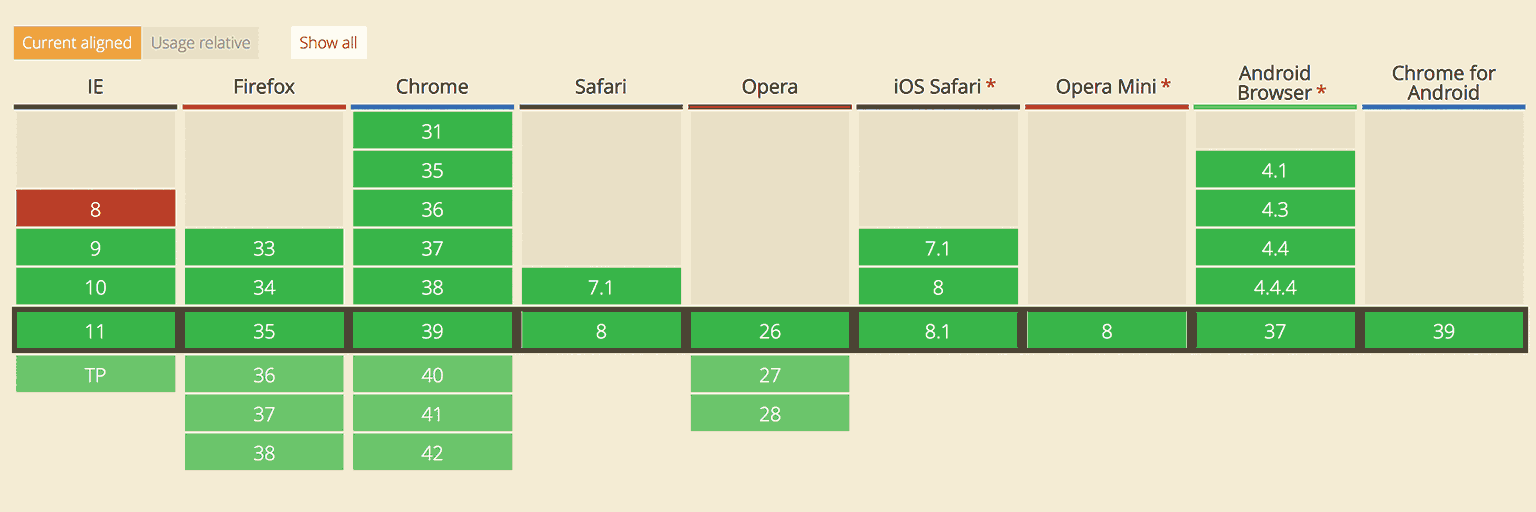 Current aligned Usage relative Show all
IE Firefox Chrome Safari Opera iOS Safari * Opera Mini * Android Browser * Chrome for Android
31
35 4.1
8 36 4.3
9 33 37 7.1 4.4
10 34 38 7.1 8 4.4.4
11 35 39 8 26 8.1 8 37 39
TP 36 40 27
37 41 28
38 42